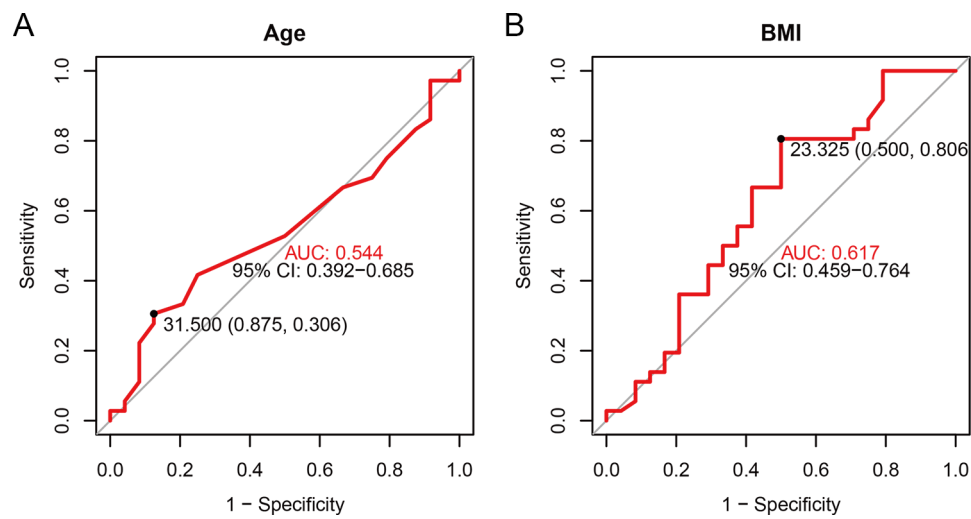 A
Age
Sensitivity
1.0
0.8
0.6
0.4
0.2
0.0
AUC: 0.544
95% CI: 0.392−0.685
31.500 (0.875, 0.306)
0.0 0.2 0.4 0.6 0.8 1.0
1 − Specificity
B
BMI
Sensitivity
1.0
0.8
0.6
0.4
0.2
0.0
23.325 (0.500, 0.806
AUC: 0.617
95% CI: 0.459−0.764
0.0 0.2 0.4 0.6 0.8 1.0
1 − Specificity